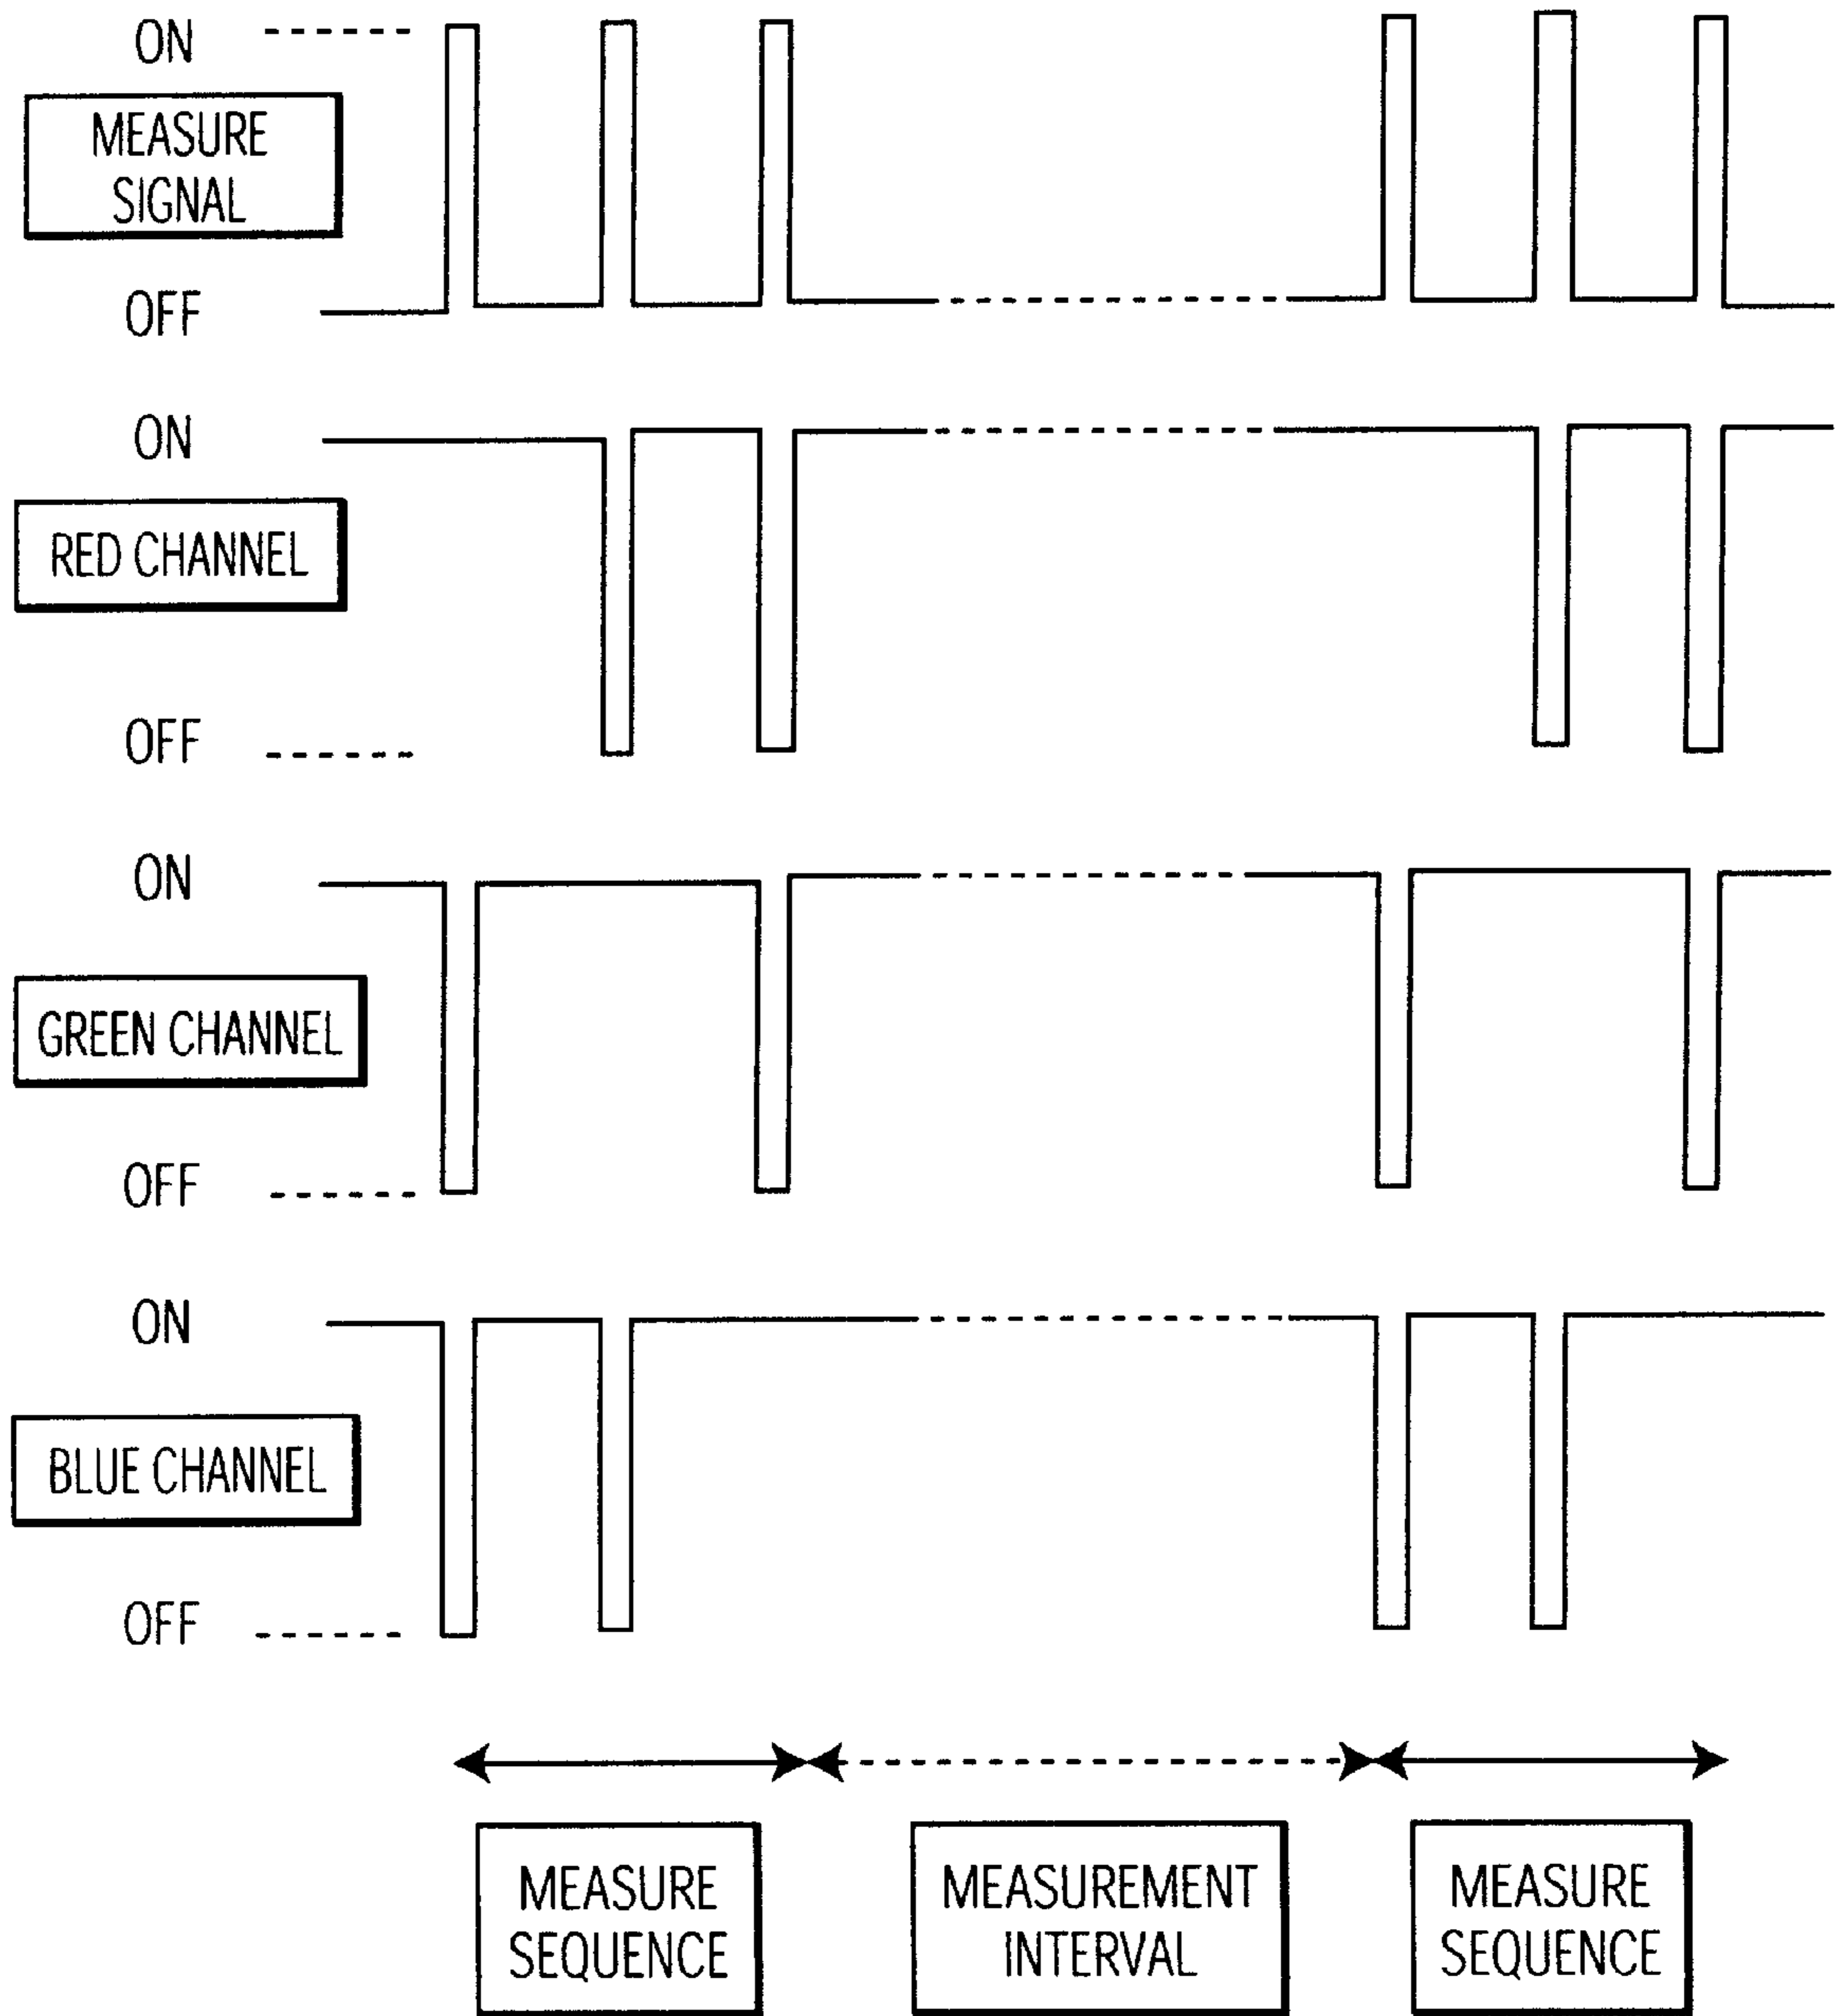 ON
MEASURE
SIGNAL
OFF
ON
RED CHANNEL
OFF
ON
GREEN CHANNEL
OFF
ON
BLUE CHANNEL
OFF
MEASURE
SEQUENCE
MEASUREMENT
INTERVAL
MEASURE
SEQUENCE